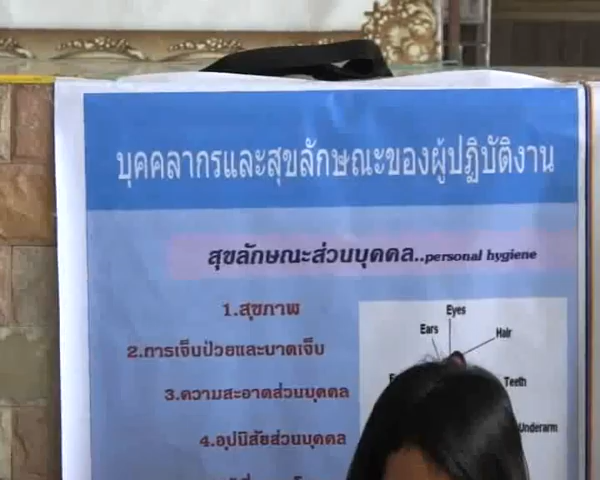 บุคคลากรและสุขลักษณะของผู้ปฏิบัติงาน
สุขลักษณะส่วนบุคคล..personal hygiene
1.สุขภาพ
2.การเจ็บป่วยและบาดเจ็บ
3.ความสะอาดส่วนบุคคล
4.อุปนิสัยส่วนบุคคล
Eyes
Ears
Hair
Teeth
Underarm